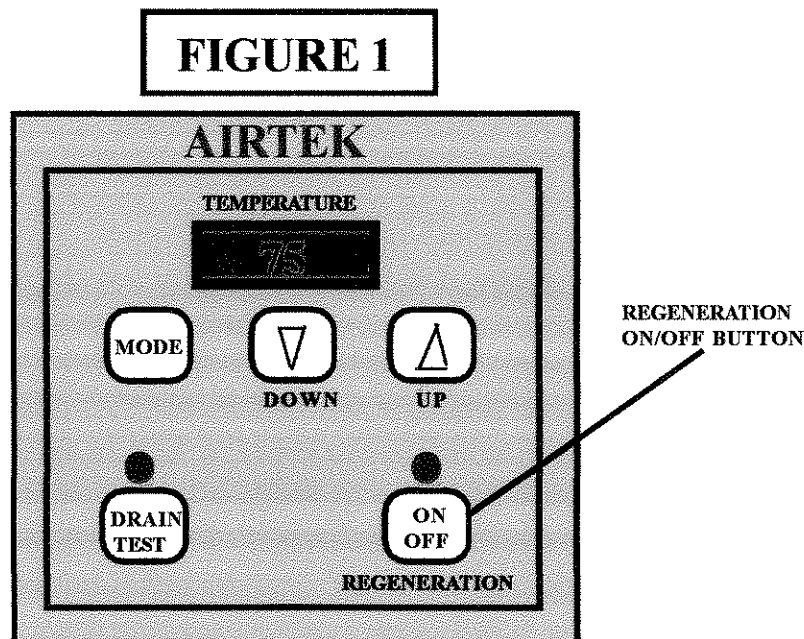 FIGURE 1
AIRTEK
TEMPERATURE
75
MODE
DOWN
UP
REGENERATION
ON/OFF BUTTON
DRAIN
TEST
ON
OFF
REGENERATION